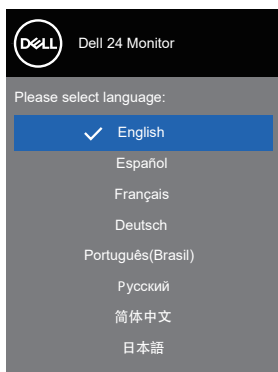 DELL
Dell 24 Monitor
Please select language:
English
Español
Français
Deutsch
Português(Brasil)
Русский
简体中文
日本語